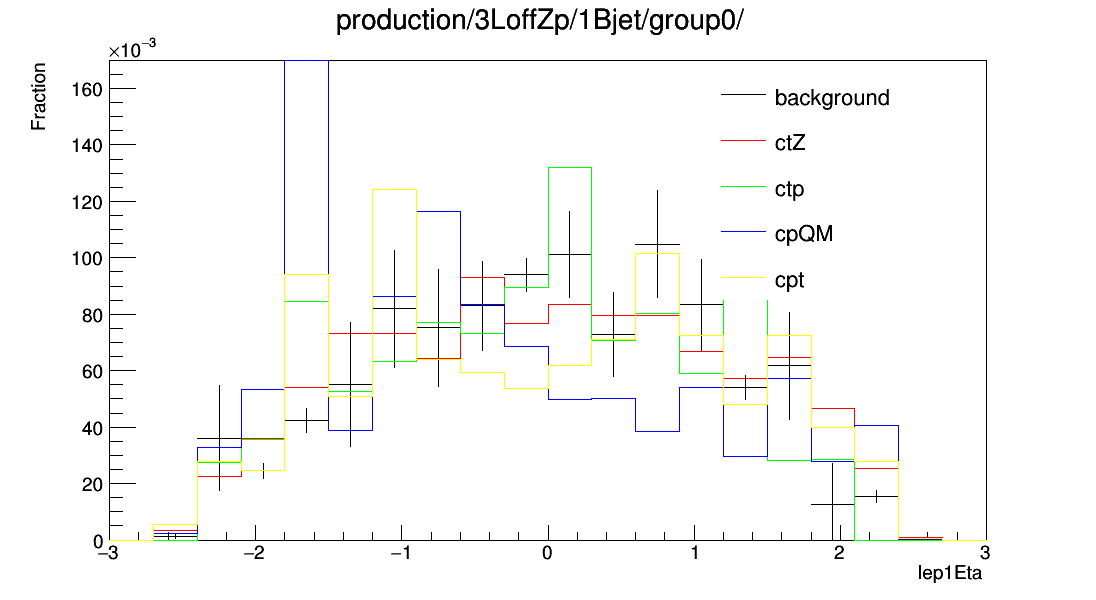 production/3LoffZp/1Bjet/group0/
×10⁻³
Fraction
160
140
120
100
80
60
40
20
0
background
ctZ
ctp
cpQM
cpt
−3 −2 −1 0 1 2 3
lep1Eta